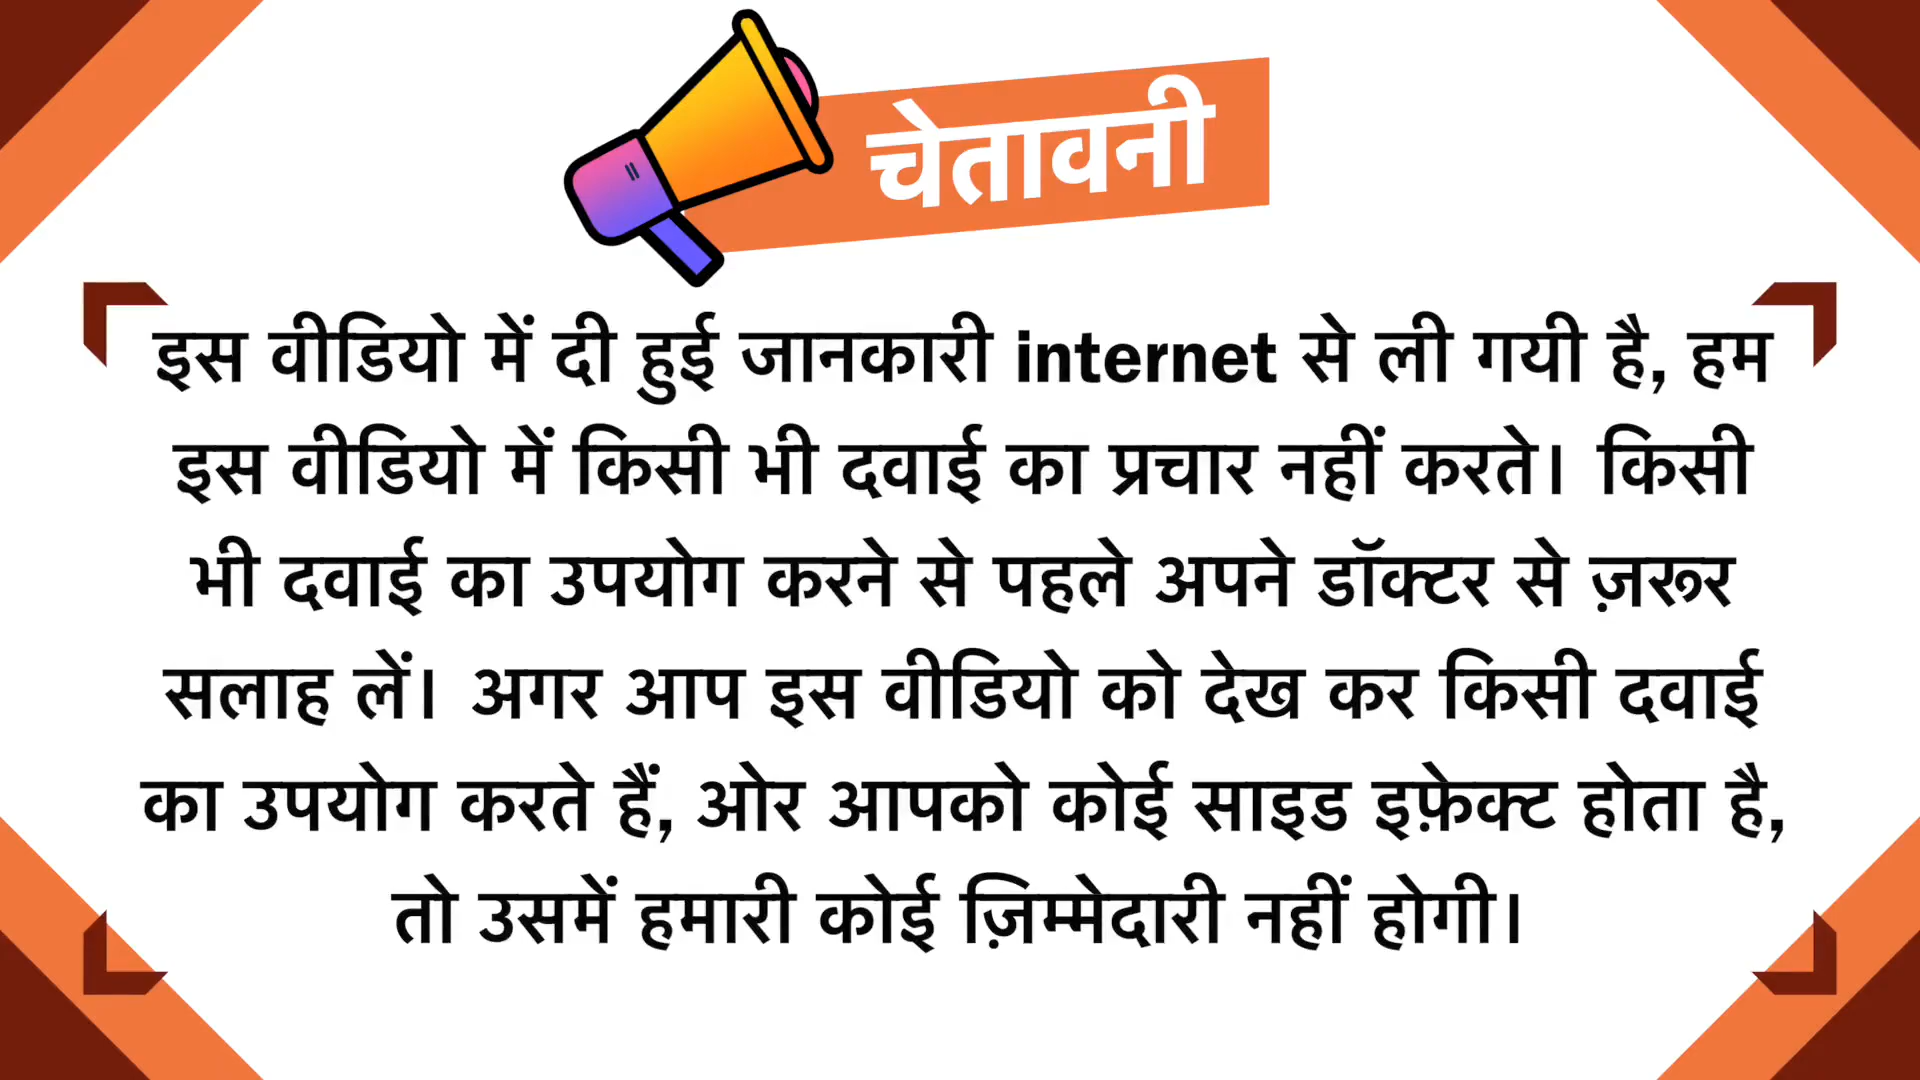 चेतावनी
इस वीडियो में दी हुई जानकारी internet से ली गयी है, हम
इस वीडियो में किसी भी दवाई का प्रचार नहीं करते। किसी
भी दवाई का उपयोग करने से पहले अपने डॉक्टर से ज़रूर
सलाह लें। अगर आप इस वीडियो को देख कर किसी दवाई
का उपयोग करते हैं, ओर आपको कोई साइड इफ़ेक्ट होता है,
तो उसमें हमारी कोई ज़िम्मेदारी नहीं होगी।